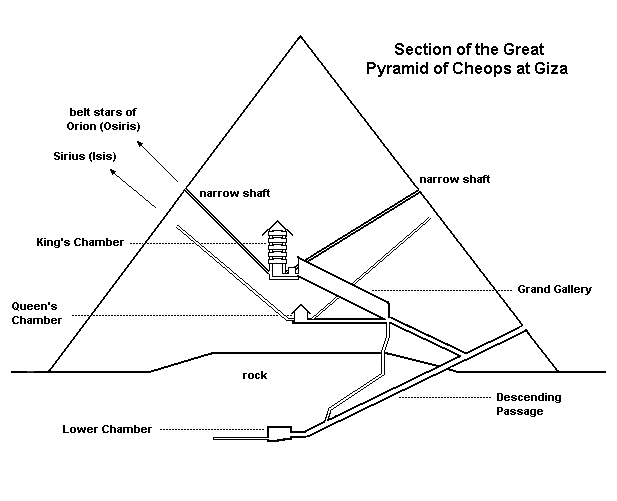 Section of the Great
Pyramid of Cheops at Giza
belt stars of
Orion (Osiris)
Sirius (Isis)
narrow shaft
narrow shaft
King's Chamber
Grand Gallery
Queen's
Chamber
rock
Descending
Passage
Lower Chamber